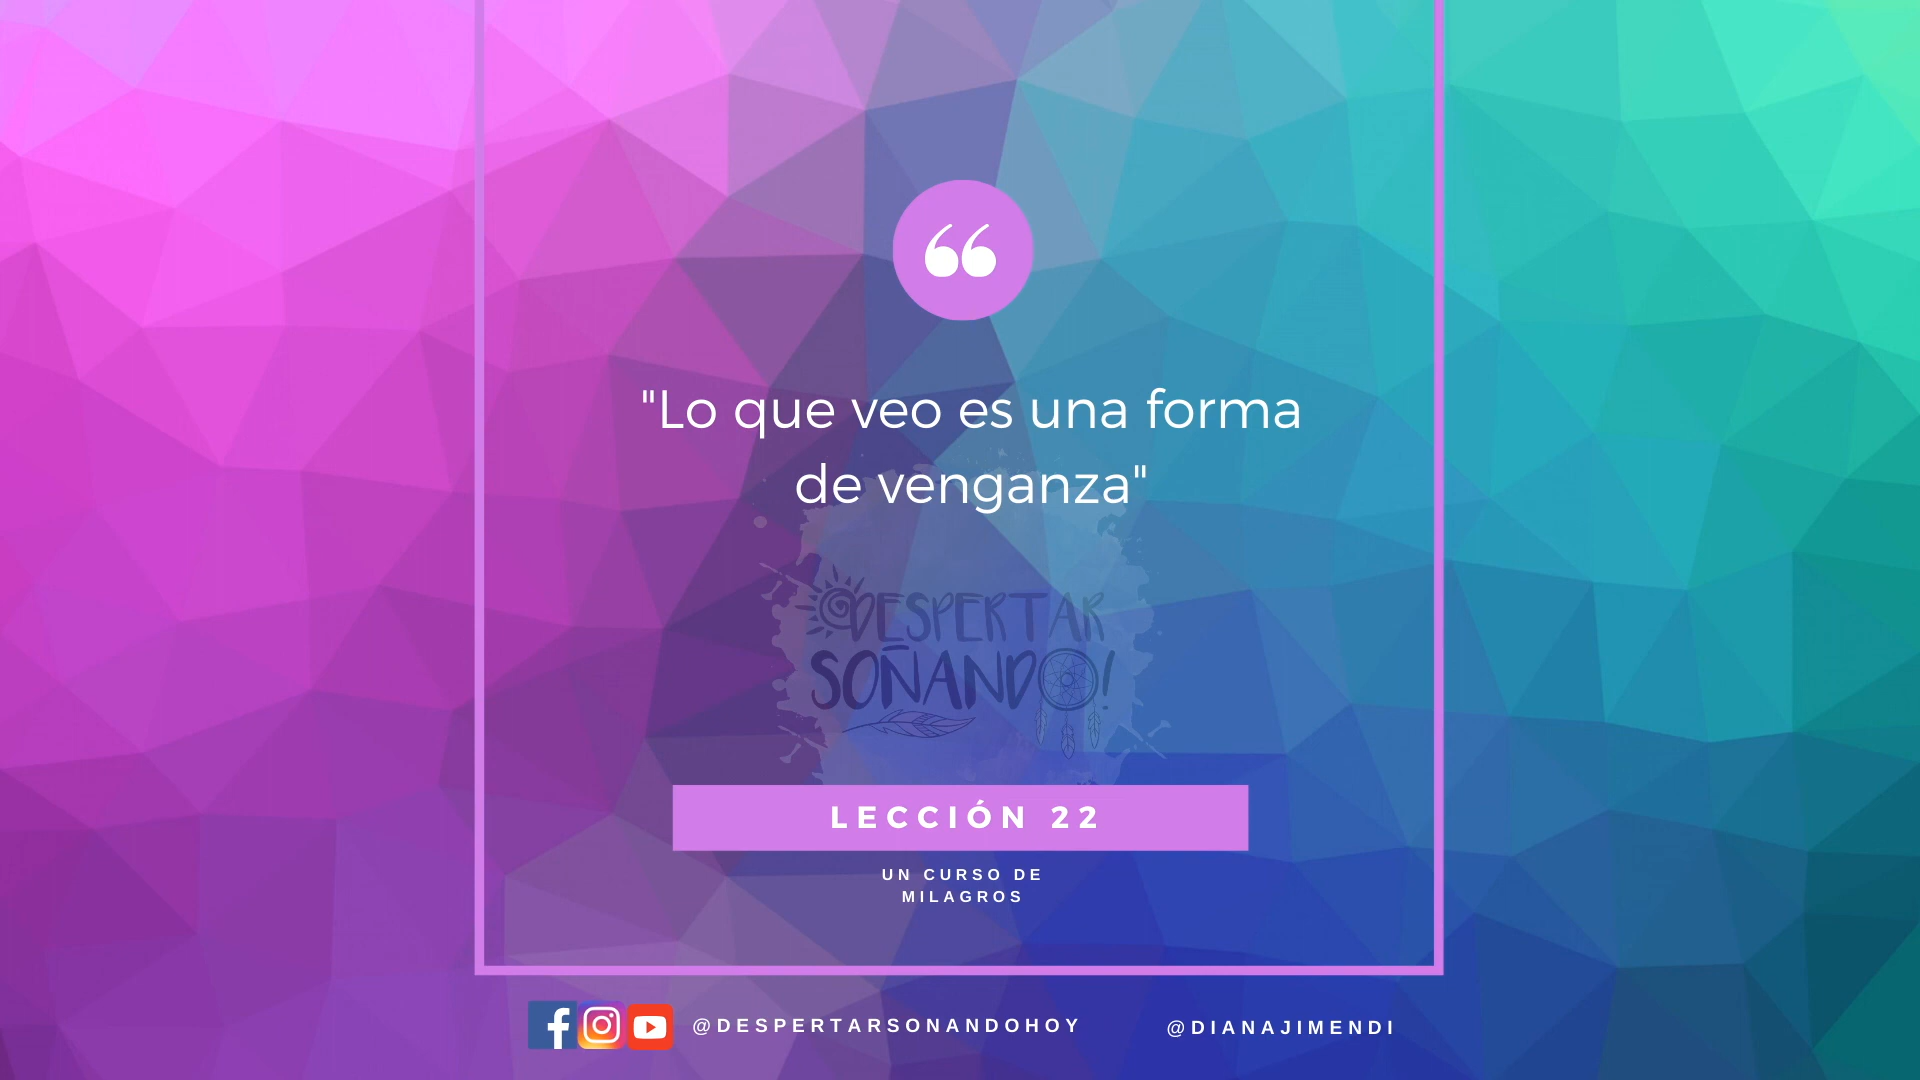 "Lo que veo es una forma
de venganza"
DESPERTAR
SOÑANDO!
LECCIÓN 22
UN CURSO DE
MILAGROS
@DESPERTARSONANDOHOY @DIANAJIMENDI